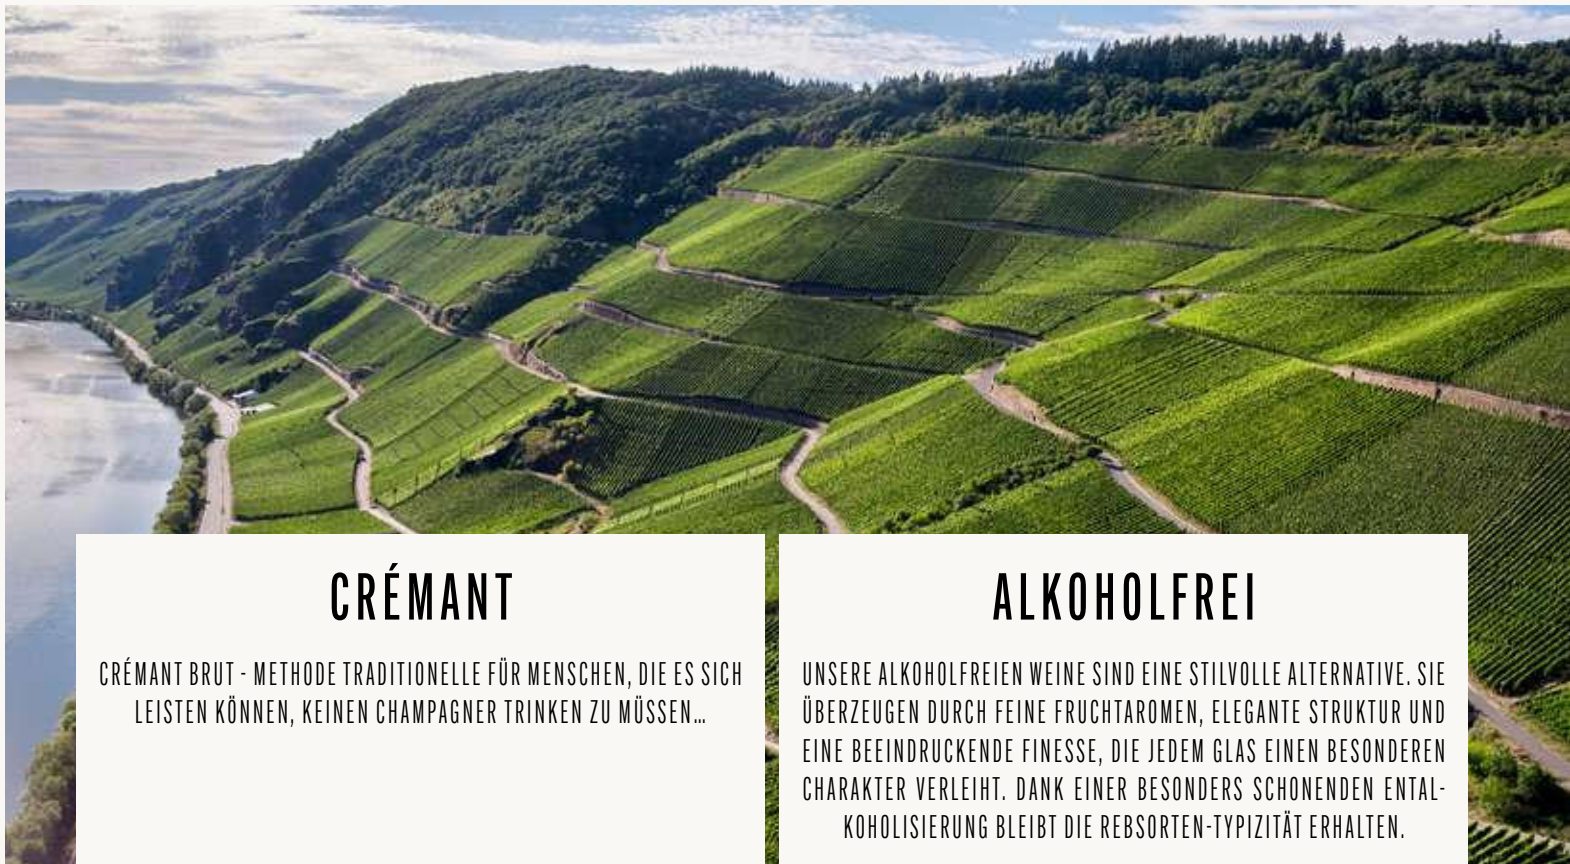 CRÉMANT
CRÉMANT BRUT - METHODE TRADITIONELLE FÜR MENSCHEN, DIE ES SICH
LEISTEN KÖNNEN, KEINEN CHAMPAGNER TRINKEN ZU MÜSSEN...
ALKOHOLFREI
UNSERE ALKOHOLFREIEN WEINE SIND EINE STILVOLLE ALTERNATIVE. SIE
ÜBERZEUGEN DURCH FEINE FRUCHTAROMEN, ELEGANTE STRUKTUR UND
EINE BEEINDRUCKENDE FINESSE, DIE JEDEM GLAS EINEN BESONDEREN
CHARAKTER VERLEIHT. DANK EINER BESONDERS SCHONENDEN ENTAL-
KOHOLISIERUNG BLEIBT DIE REBSORTEN-TYPIZITÄT ERHALTEN.